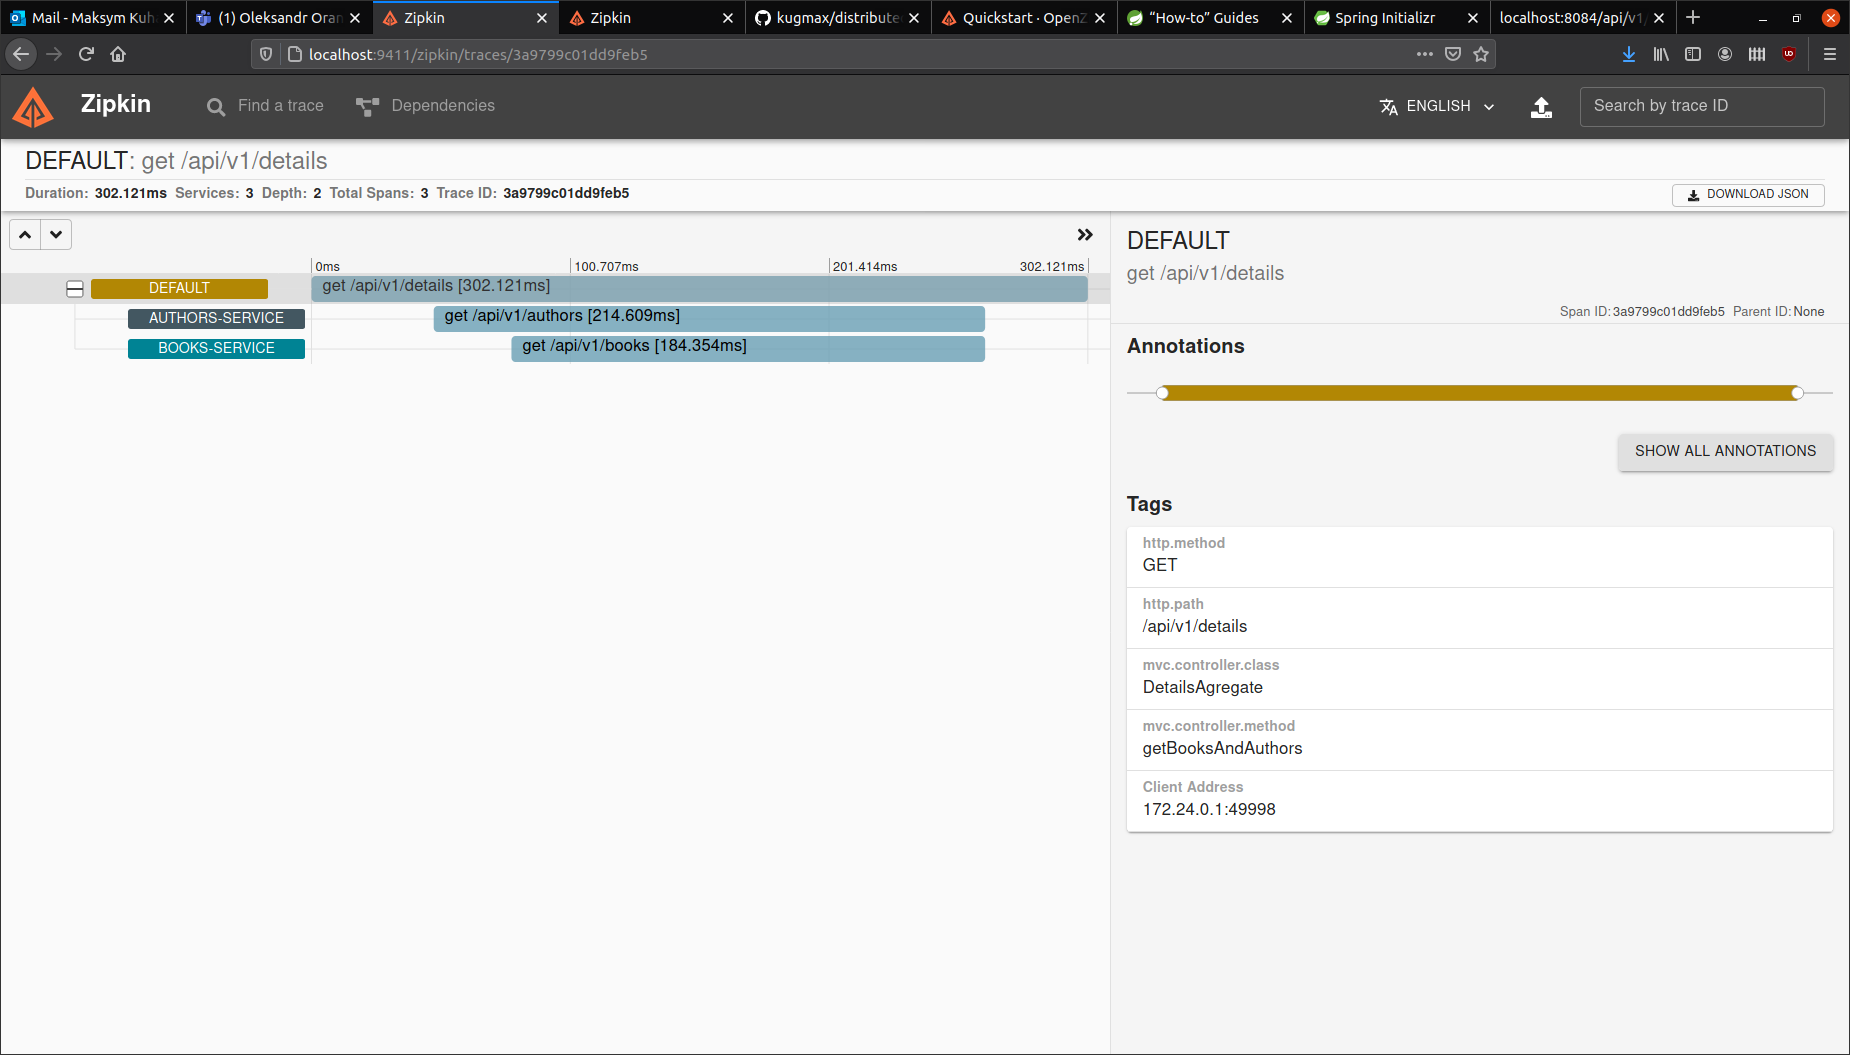 Mail - Maksym Kuh
(1) Oleksandr Oran
Zipkin
Zipkin
kugmax/distribute
Quickstart · OpenZ
“How-to” Guides
Spring Initializr
localhost:8084/api/v1/
localhost:9411/zipkin/traces/3a9799c01dd9feb5
Zipkin
Find a trace
Dependencies
ENGLISH
Search by trace ID
DEFAULT: get /api/v1/details
Duration: 302.121ms Services: 3 Depth: 2 Total Spans: 3 Trace ID: 3a9799c01dd9feb5
DOWNLOAD JSON
0ms 100.707ms 201.414ms 302.121ms
DEFAULT get /api/v1/details [302.121ms]
AUTHORS-SERVICE get /api/v1/authors [214.609ms]
BOOKS-SERVICE get /api/v1/books [184.354ms]
DEFAULT
get /api/v1/details
Span ID: 3a9799c01dd9feb5 Parent ID: None
Annotations
SHOW ALL ANNOTATIONS
Tags
http.method
GET
http.path
/api/v1/details
mvc.controller.class
DetailsAgregate
mvc.controller.method
getBooksAndAuthors
Client Address
172.24.0.1:49998